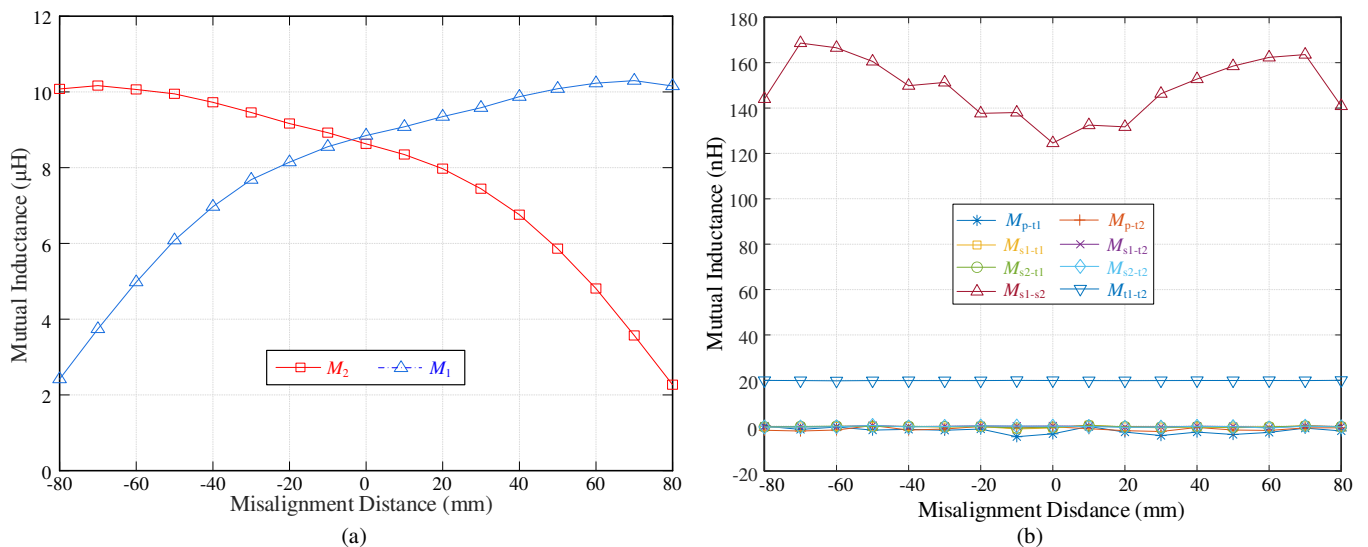 12
10
8
6
4
2
0
Mutual Inductance (μH)
M2 M1
-80 -60 -40 -20 0 20 40 60 80
Misalignment Distance (mm)
(a)
180
160
140
120
100
80
60
40
20
0
-20
Mutual Inductance (nH)
Mp-t1 Mp-t2
Ms1-t1 Ms1-t2
Ms2-t1 Ms2-t2
Ms1-s2 Mt1-t2
-80 -60 -40 -20 0 20 40 60 80
Misalignment Disdance (mm)
(b)